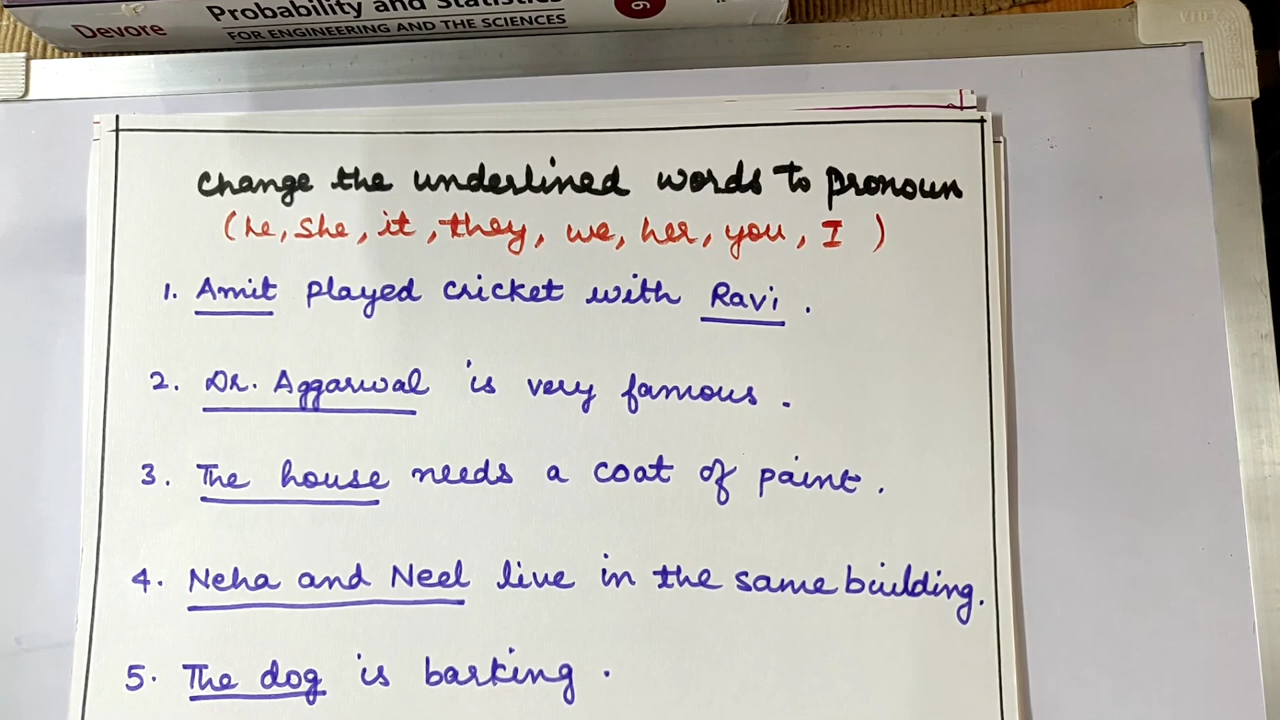 Devore
Probability and Statistics
FOR ENGINEERING AND THE SCIENCES
9
change the underlined words to pronoun
(he, she, it, they, we, her, you, I )
1. Amit played cricket with Ravi .
2. Dr. Aggarwal is very famous .
3. The house needs a coat of paint .
4. Neha and Neel live in the same building.
5. The dog is barking .